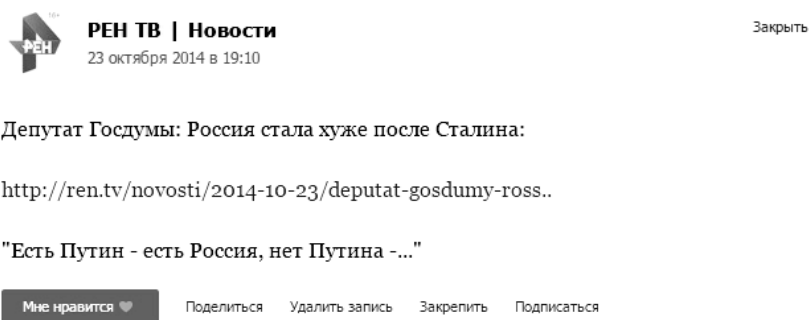 РЕН
16+
РЕН ТВ | Новости
Закрыть
23 октября 2014 в 19:10
Депутат Госдумы: Россия стала хуже после Сталина:
http://ren.tv/novosti/2014-10-23/deputat-gosdumy-ross..
"Есть Путин - есть Россия, нет Путина -..."
Мне нравится Поделиться Удалить запись Закрепить Подписаться